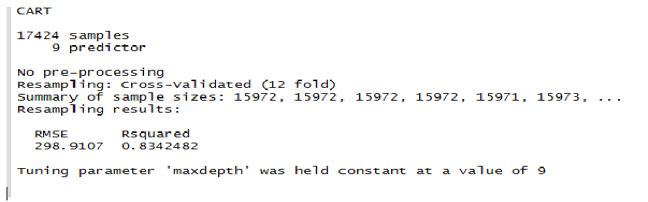 CART
17424 samples
9 predictor
No pre-processing
Resampling: Cross-Validated (12 fold)
Summary of sample sizes: 15972, 15972, 15972, 15972, 15971, 15973, ...
Resampling results:
RMSE Rsquared
298.9107 0.8342482
Tuning parameter 'maxdepth' was held constant at a value of 9